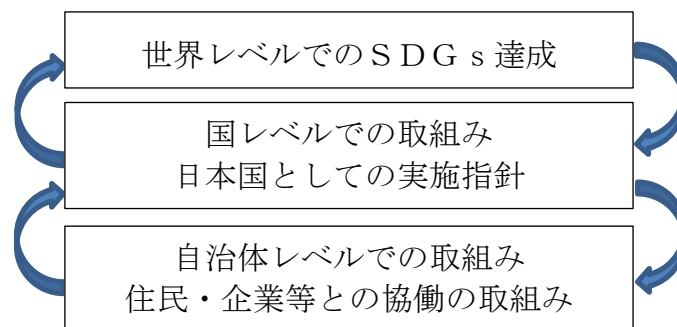 世界レベルでのＳＤＧｓ達成
国レベルでの取組み
日本国としての実施指針
自治体レベルでの取組み
住民・企業等との協働の取組み